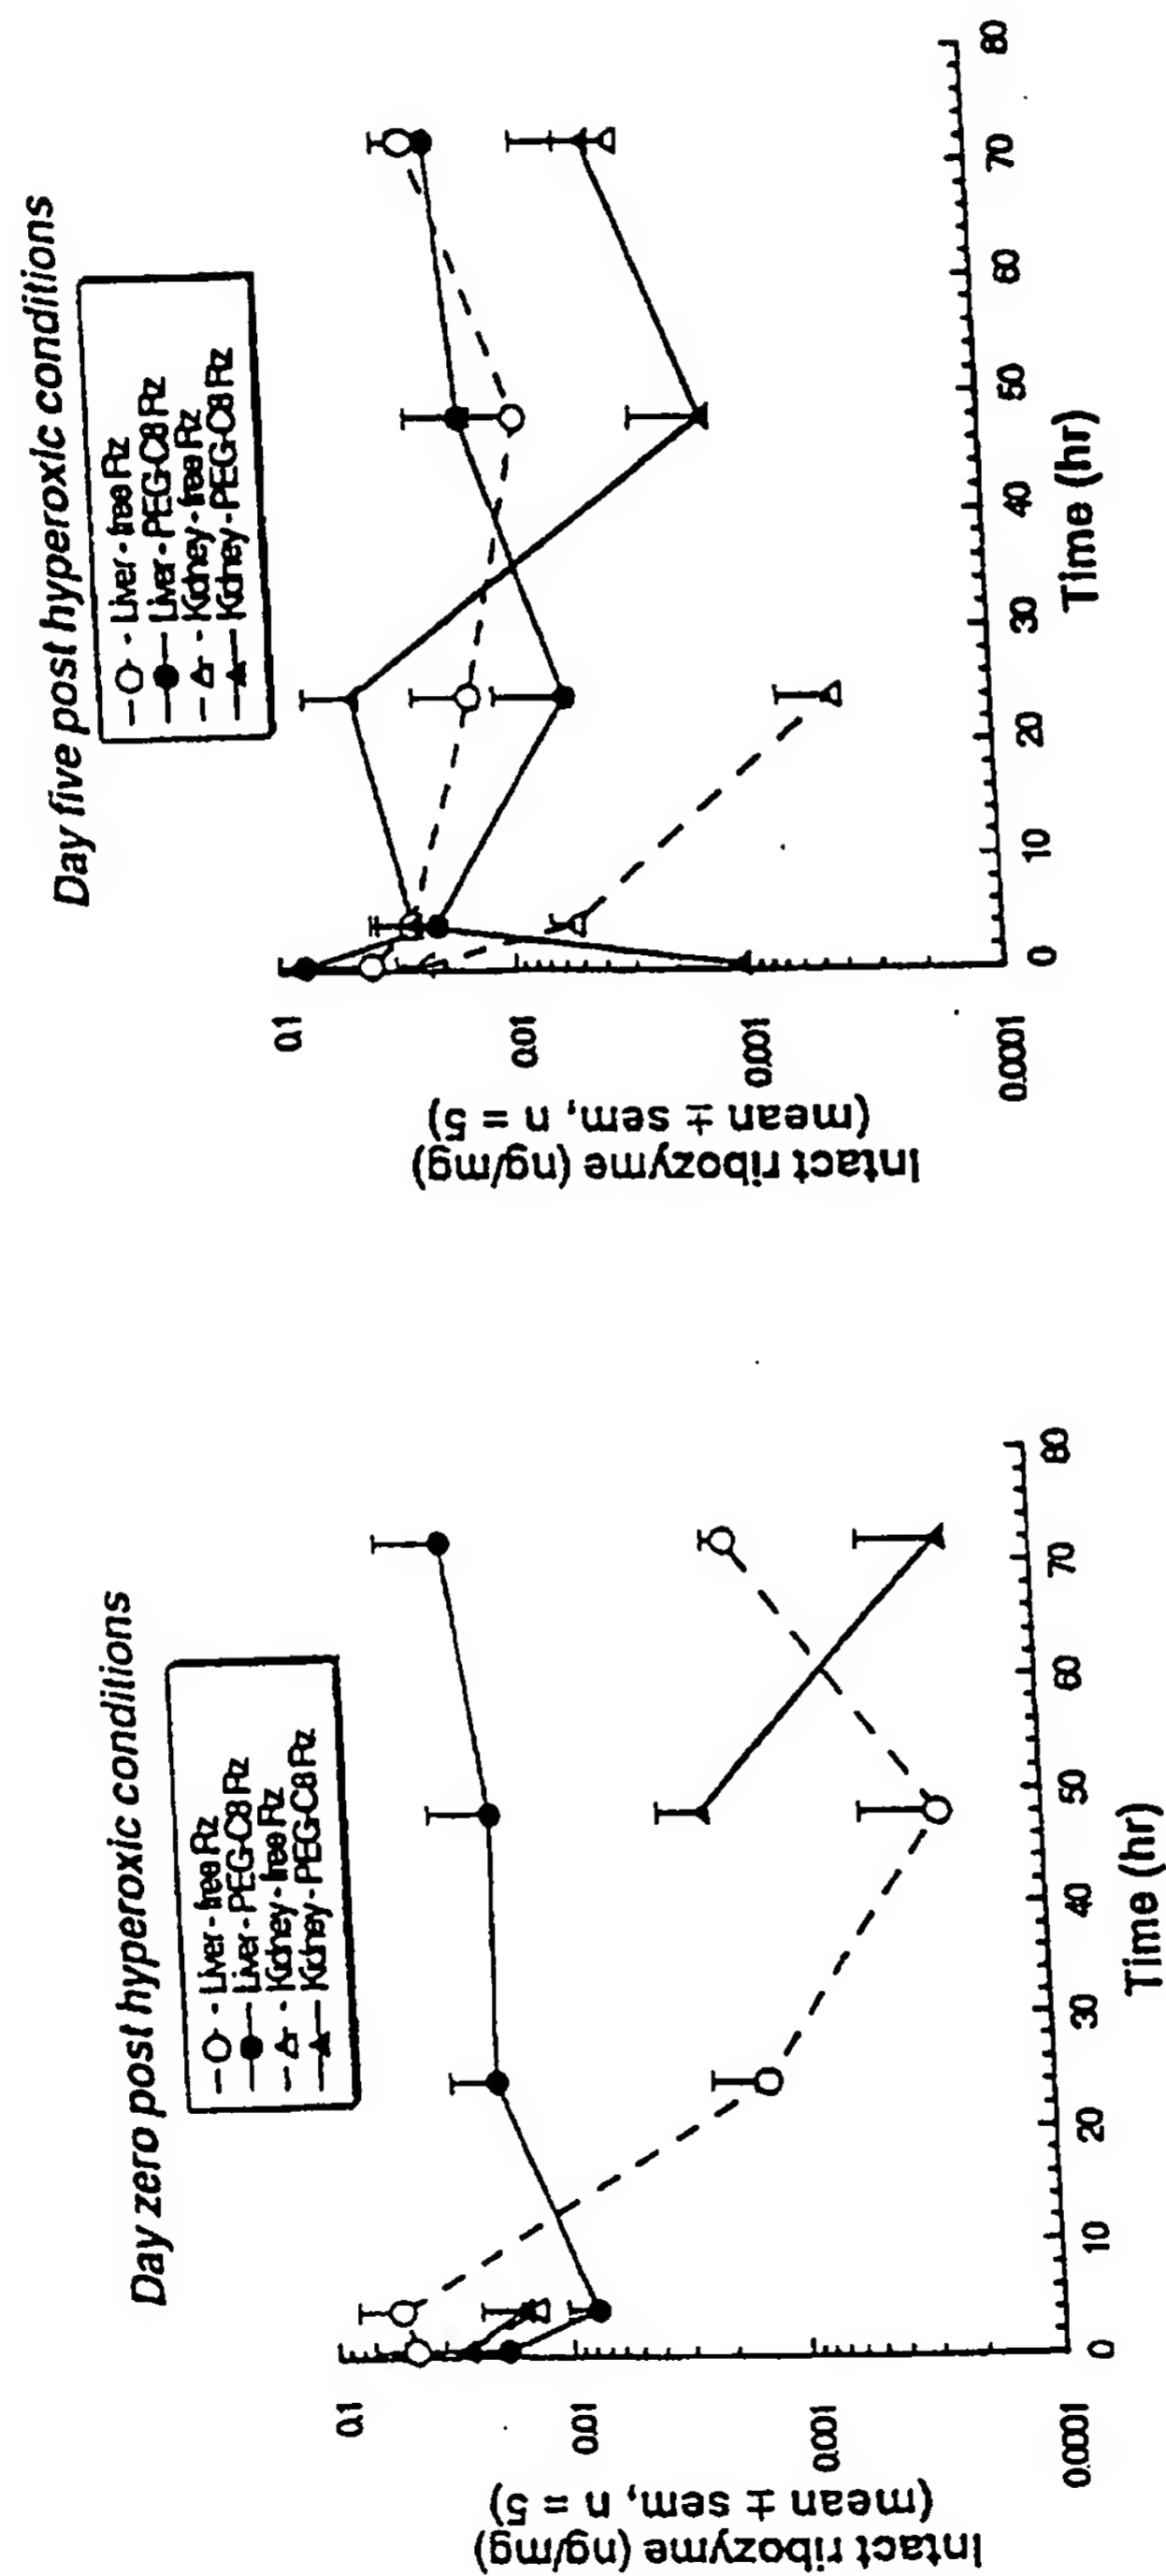 Day zero post hyperoxic conditions
Liver - free Rz
Liver - PEG-C8 Rz
Kidney - free Rz
Kidney - PEG-C8 Rz
Intact ribozyme (ng/mg)
(mean ± sem, n = 5)
0.1
0.01
0.001
0.0001
0 10 20 30 40 50 60 70 80
Time (hr)
Day five post hyperoxic conditions
Liver - free Rz
Liver - PEG-C8 Rz
Kidney - free Rz
Kidney - PEG-C8 Rz
Intact ribozyme (ng/mg)
(mean ± sem, n = 5)
0.1
0.01
0.001
0.0001
0 10 20 30 40 50 60 70 80
Time (hr)